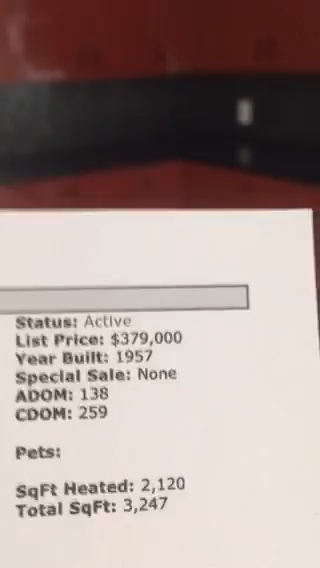 Status: Active
List Price: $379,000
Year Built: 1957
Special Sale: None
ADOM: 138
CDOM: 259
Pets:
SqFt Heated: 2,120
Total SqFt: 3,247